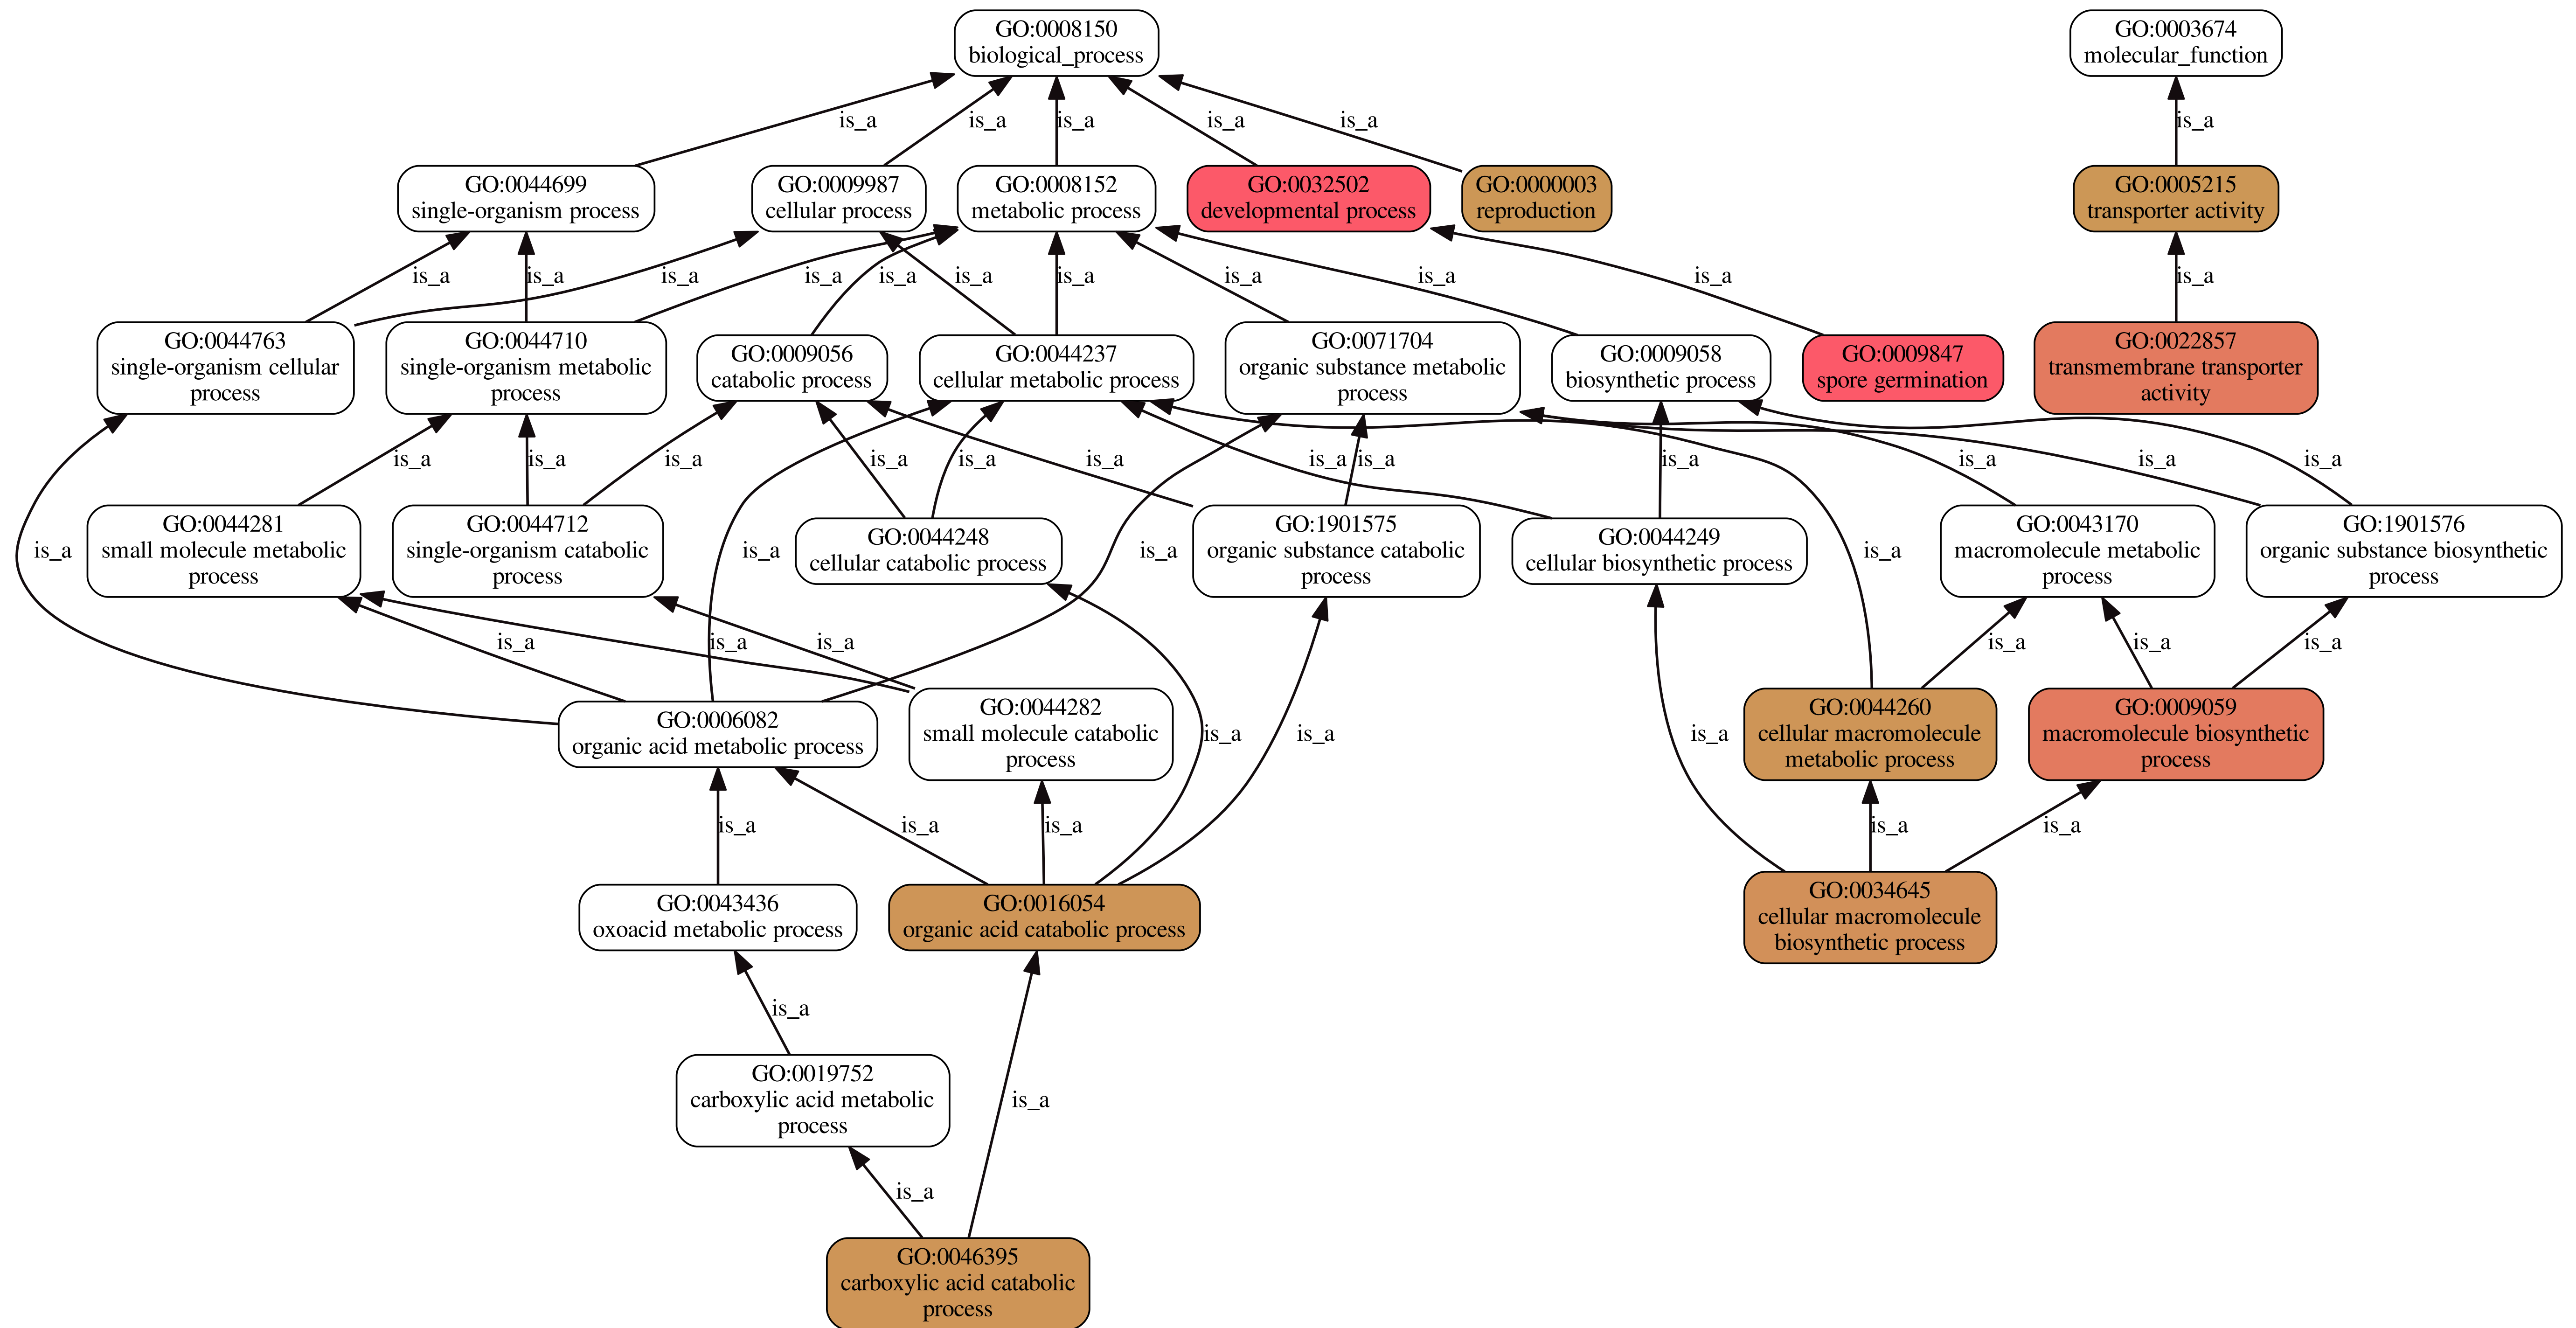 GO:0008150
biological_process
GO:0003674
molecular_function
is_a
is_a
is_a
is_a
is_a
is_a
GO:0044699
single-organism process
GO:0009987
cellular process
GO:0008152
metabolic process
GO:0032502
developmental process
GO:0000003
reproduction
GO:0005215
transporter activity
is_a
is_a
is_a
is_a
is_a
is_a
is_a
is_a
is_a
is_a
is_a
GO:0044763
single-organism cellular
process
GO:0044710
single-organism metabolic
process
GO:0009056
catabolic process
GO:0044237
cellular metabolic process
GO:0071704
organic substance metabolic
process
GO:0009058
biosynthetic process
GO:0009847
spore germination
GO:0022857
transmembrane transporter
activity
is_a
is_a
is_a
is_a
is_a
is_a
is_a
is_a
is_a
is_a
is_a
is_a
GO:0044281
small molecule metabolic
process
GO:0044712
single-organism catabolic
process
GO:0044248
cellular catabolic process
GO:1901575
organic substance catabolic
process
GO:0044249
cellular biosynthetic process
GO:0043170
macromolecule metabolic
process
GO:1901576
organic substance biosynthetic
process
is_a
is_a
is_a
is_a
is_a
is_a
is_a
is_a
is_a
is_a
GO:0006082
organic acid metabolic process
GO:0044282
small molecule catabolic
process
is_a
is_a
is_a
GO:0044260
cellular macromolecule
metabolic process
GO:0009059
macromolecule biosynthetic
process
is_a
is_a
is_a
is_a
is_a
GO:0043436
oxoacid metabolic process
GO:0016054
organic acid catabolic process
GO:0034645
cellular macromolecule
biosynthetic process
is_a
GO:0019752
carboxylic acid metabolic
process
is_a
is_a
GO:0046395
carboxylic acid catabolic
process